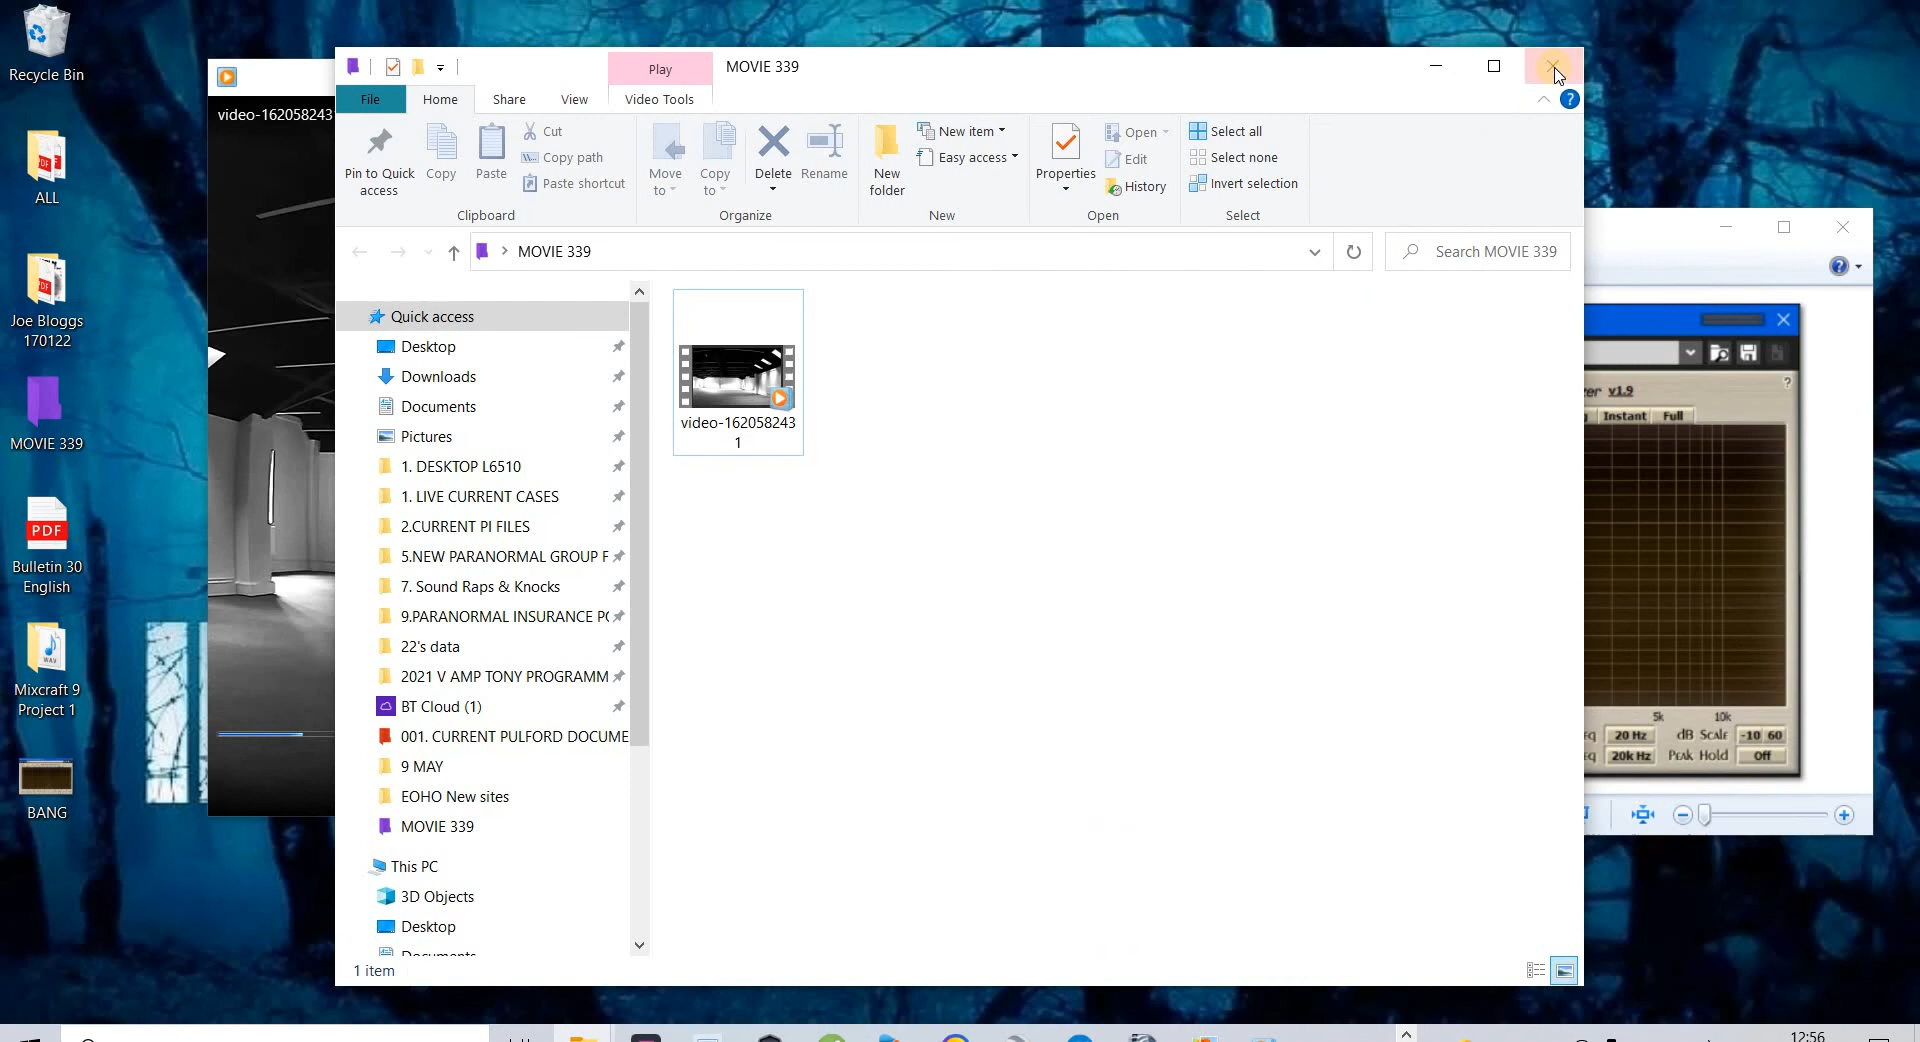 Recycle Bin
ALL
Joe Bloggs
170122
MOVIE 339
PDF
Bulletin 30
English
WAV
Mixcraft 9
Project 1
BANG
video-162058243
Play
MOVIE 339
File
Home
Share
View
Video Tools
?
Pin to Quick
access
Copy
Paste
Cut
Copy path
Paste shortcut
Clipboard
Move
to
Copy
to
Delete
Rename
Organize
New
folder
New item
Easy access
New
Properties
Open
Edit
History
Open
Select all
Select none
Invert selection
Select
MOVIE 339
Search MOVIE 339
Quick access
Desktop
Downloads
Documents
Pictures
1. DESKTOP L6510
1. LIVE CURRENT CASES
2.CURRENT PI FILES
5.NEW PARANORMAL GROUP F
7. Sound Raps & Knocks
9.PARANORMAL INSURANCE PO
22's data
2021 V AMP TONY PROGRAMM
BT Cloud (1)
001. CURRENT PULFORD DOCUME
9 MAY
EOHO New sites
MOVIE 339
This PC
3D Objects
Desktop
Documents
video-162058243
1
1 item
zer v1.9
Instant Full
5k 10k
20 Hz dB Scale -10 60
20k Hz Peak Hold Off
12:56